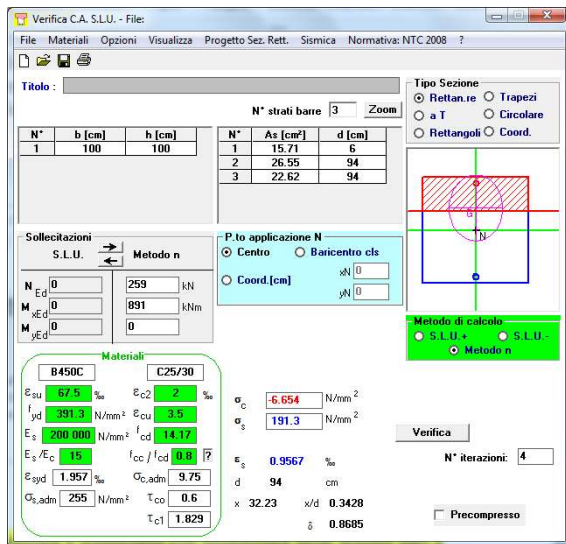 Verifica C.A. S.L.U. - File:
File Materiali Opzioni Visualizza Progetto Sez. Rett. Sismica Normativa: NTC 2008 ?
Titolo :
N° strati barre 3 Zoom
N° b [cm] h [cm]
1 100 100
N° As [cm²] d [cm]
1 15.71 6
2 26.55 94
3 22.62 94
Tipo Sezione
Rettan.re Trapezi
a T Circolare
Rettangoli Coord.
G
N
Sollecitazioni
S.L.U. Metodo n
N Ed 0 259 kN
M xEd 0 891 kNm
M yEd 0 0
P.to applicazione N
Centro Baricentro cls
Coord.[cm] xN 0
yN 0
Metodo di calcolo
S.L.U.+ S.L.U.-
Metodo n
Materiali
B450C C25/30
εsu 67.5 ‰ εc2 2 ‰
fyd 391.3 N/mm² εcu 3.5
Es 200 000 N/mm² fcd 14.17
Es/Ec 15 fcc / fcd 0.8 ?
εsyd 1.957 ‰ σc,adm 9.75
σs,adm 255 N/mm² τco 0.6
τc1 1.829
σc -6.654 N/mm²
σs 191.3 N/mm²
εs 0.9567 ‰
d 94 cm
x 32.23 x/d 0.3428
δ 0.8685
Verifica
N° iterazioni: 4
Precompresso